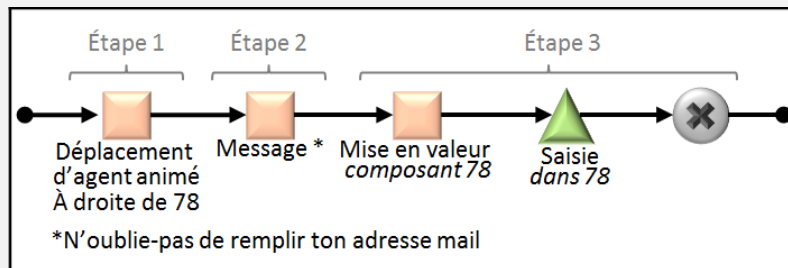 Étape 1
Étape 2
Étape 3
Déplacement
d'agent animé
À droite de 78
Message *
Mise en valeur
composant 78
Saisie
dans 78
*N'oublie-pas de remplir ton adresse mail